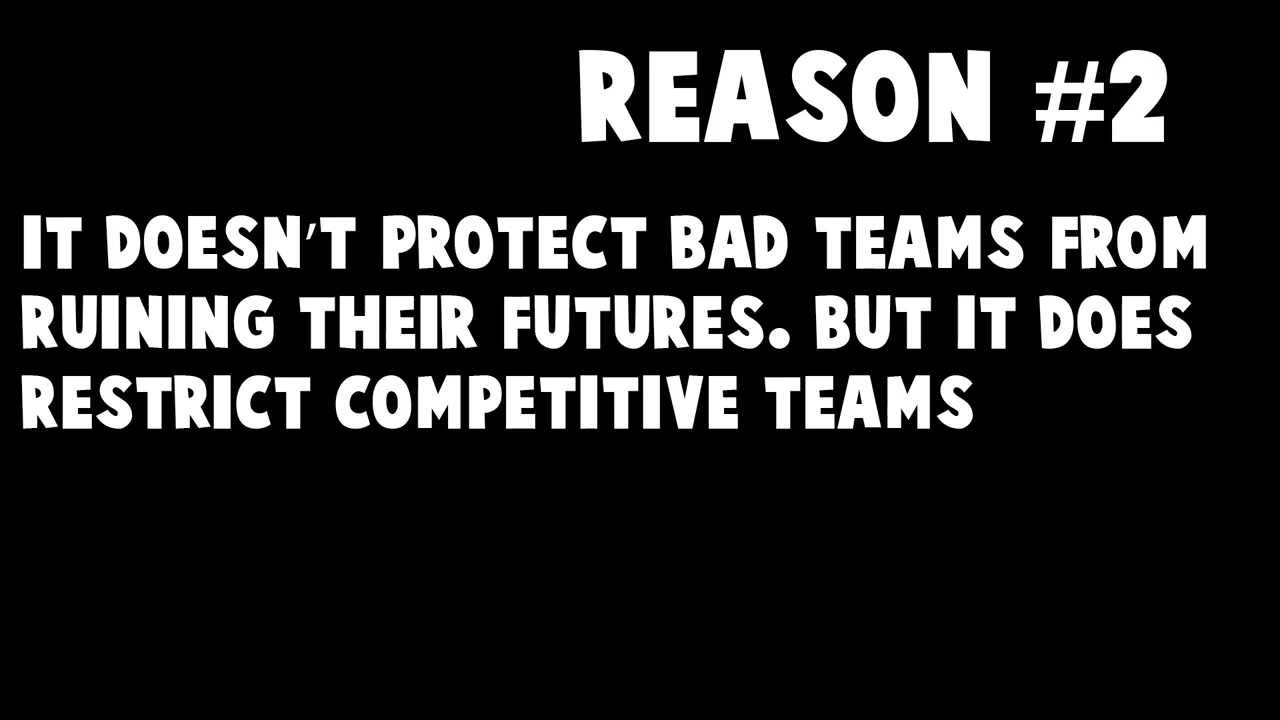 REASON #2
IT DOESN'T PROTECT BAD TEAMS FROM
RUINING THEIR FUTURES. BUT IT DOES
RESTRICT COMPETITIVE TEAMS